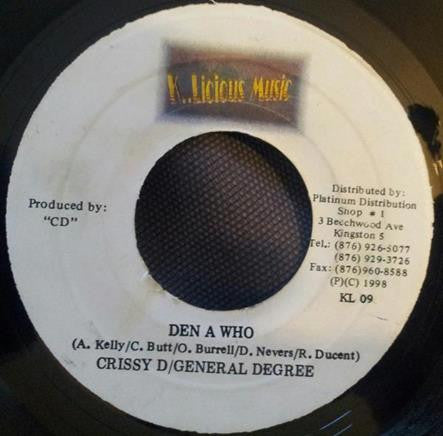 K..Licious Music
Produced by:
"CD"
Distributed by:
Platinum Distribution
Shop # 1
3 Beechwood Ave
Kingston 5
Tel.: (876) 926-5077
(876) 929-3726
Fax: (876)960-8588
(P)(C) 1998
KL 09
DEN A WHO
(A. Kelly/C. Butt/O. Burrell/D. Nevers/R. Ducent)
CRISSY D/GENERAL DEGREE